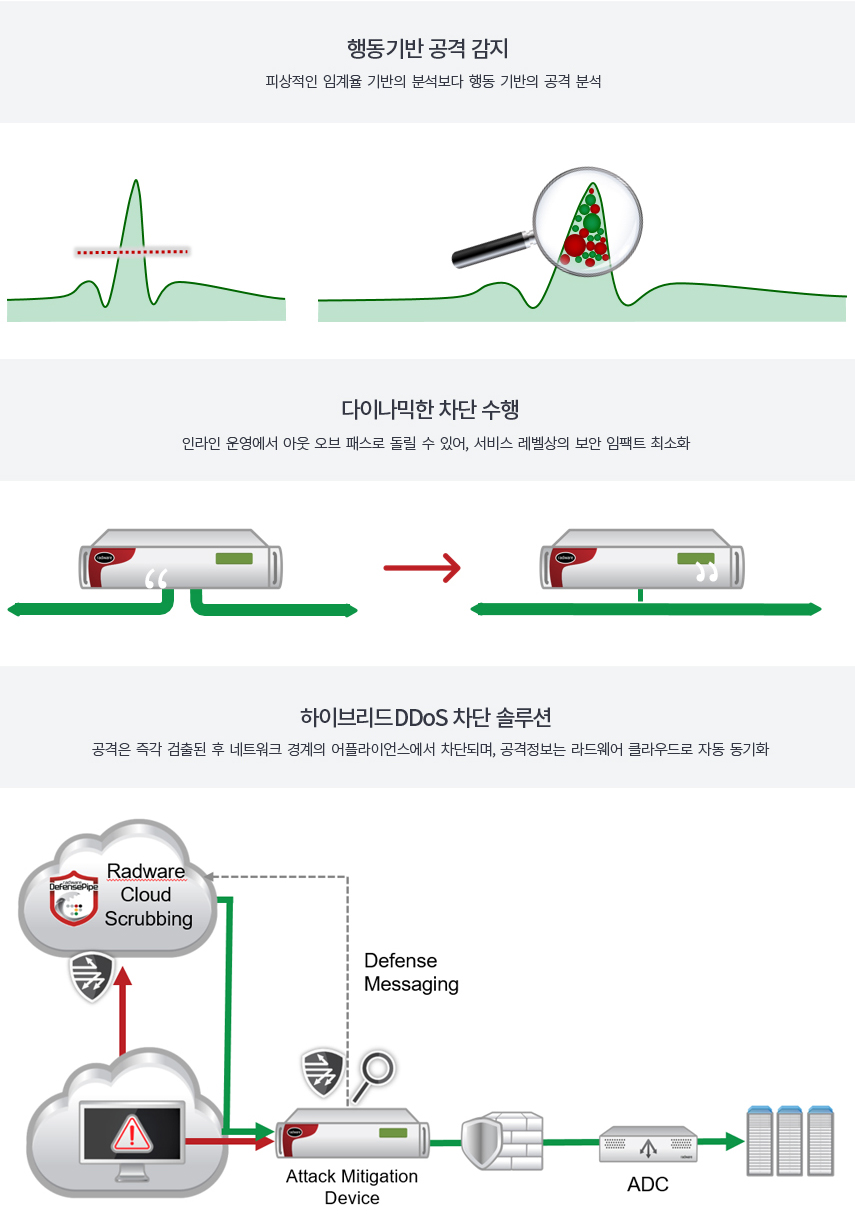 행동기반 공격 감지
피상적인 임계율 기반의 분석보다 행동 기반의 공격 분석
다이나믹한 차단 수행
인라인 운영에서 아웃 오브 패스로 돌릴 수 있어, 서비스 레벨상의 보안 임팩트 최소화
radware
radware
하이브리드 DDoS 차단 솔루션
공격은 즉각 검출된 후 네트워크 경계의 어플라이언스에서 차단되며, 공격정보는 라드웨어 클라우드로 자동 동기화
radware
DefensePipe
Radware
Cloud
Scrubbing
Defense
Messaging
radware
Attack Mitigation
Device
radware
ADC